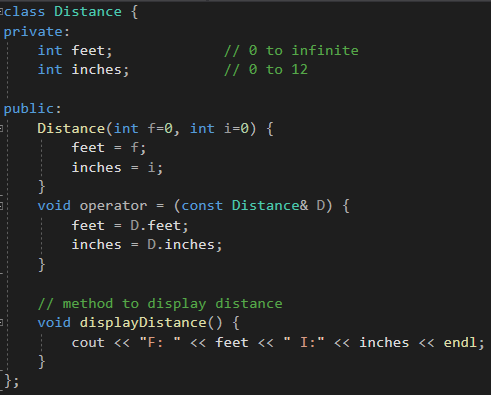 class Distance {
private:
    int feet;             // 0 to infinite
    int inches;           // 0 to 12
public:
    Distance(int f=0, int i=0) {
        feet = f;
        inches = i;
    }
    void operator = (const Distance& D) {
        feet = D.feet;
        inches = D.inches;
    }
    // method to display distance
    void displayDistance() {
        cout << "F: " << feet << " I:" << inches << endl;
    }
};